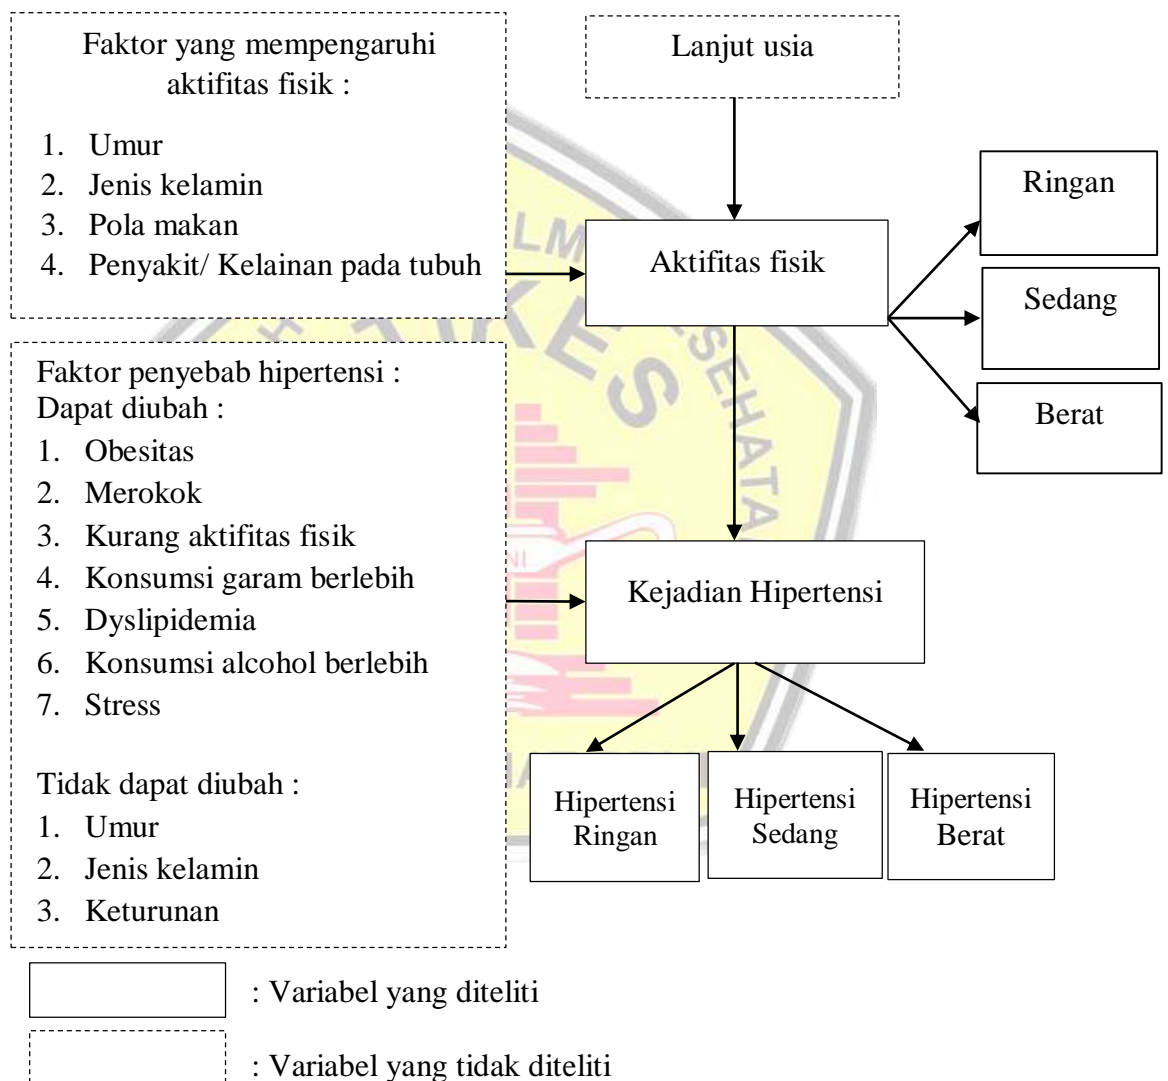 Faktor yang mempengaruhi
aktifitas fisik :
1. Umur
2. Jenis kelamin
3. Pola makan
4. Penyakit/ Kelainan pada tubuh
Lanjut usia
Aktifitas fisik
Ringan
Sedang
Berat
Faktor penyebab hipertensi :
Dapat diubah :
1. Obesitas
2. Merokok
3. Kurang aktifitas fisik
4. Konsumsi garam berlebih
5. Dyslipidemia
6. Konsumsi alcohol berlebih
7. Stress
Tidak dapat diubah :
1. Umur
2. Jenis kelamin
3. Keturunan
Kejadian Hipertensi
Hipertensi
Ringan
Hipertensi
Sedang
Hipertensi
Berat
: Variabel yang diteliti
: Variabel yang tidak diteliti